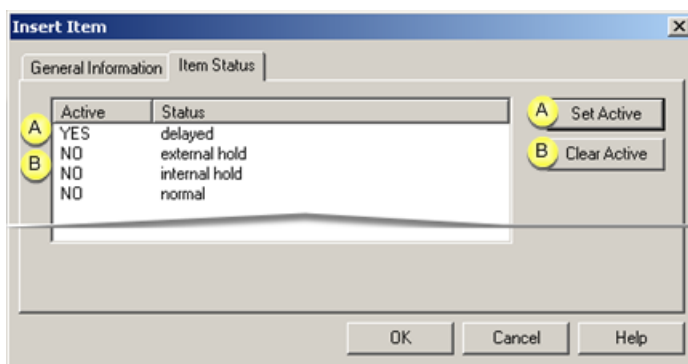 Insert Item
General Information Item Status
Active Status
A YES delayed
B NO external hold
NO internal hold
NO normal
A Set Active
B Clear Active
OK Cancel Help